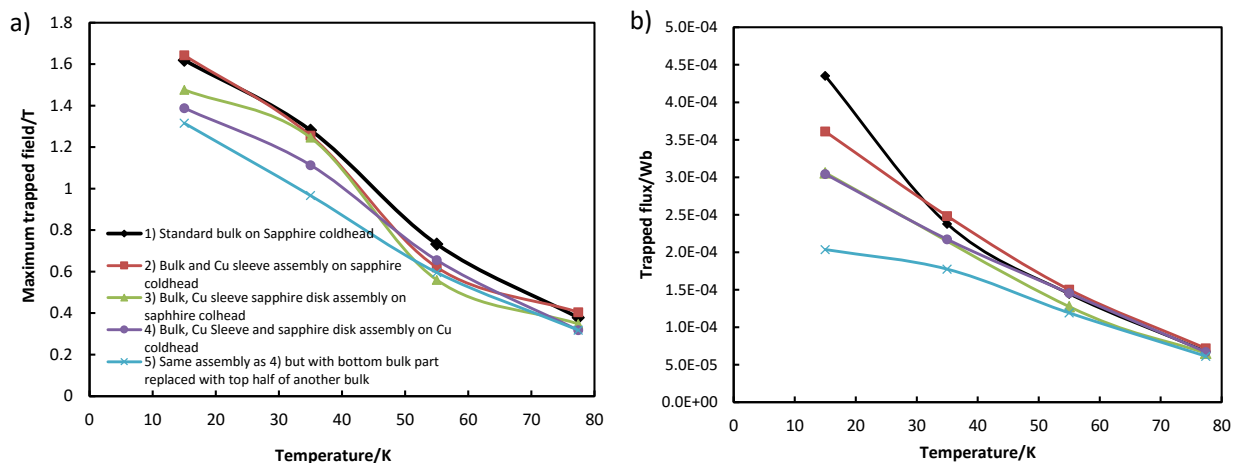 a)
1.8
1.6
1.4
1.2
1
0.8
0.6
0.4
0.2
0
0 10 20 30 40 50 60 70 80
Maximum trapped field/T
Temperature/K
1) Standard bulk on Sapphire coldhead
2) Bulk and Cu sleeve assembly on sapphire
coldhead
3) Bulk, Cu sleeve sapphire disk assembly on
saphhire colhead
4) Bulk, Cu Sleeve and sapphire disk assembly on Cu
coldhead
5) Same assembly as 4) but with bottom bulk part
replaced with top half of another bulk
b)
5.0E-04
4.5E-04
4.0E-04
3.5E-04
3.0E-04
2.5E-04
2.0E-04
1.5E-04
1.0E-04
5.0E-05
0.0E+00
0 10 20 30 40 50 60 70 80
Trapped flux/Wb
Temperature/K